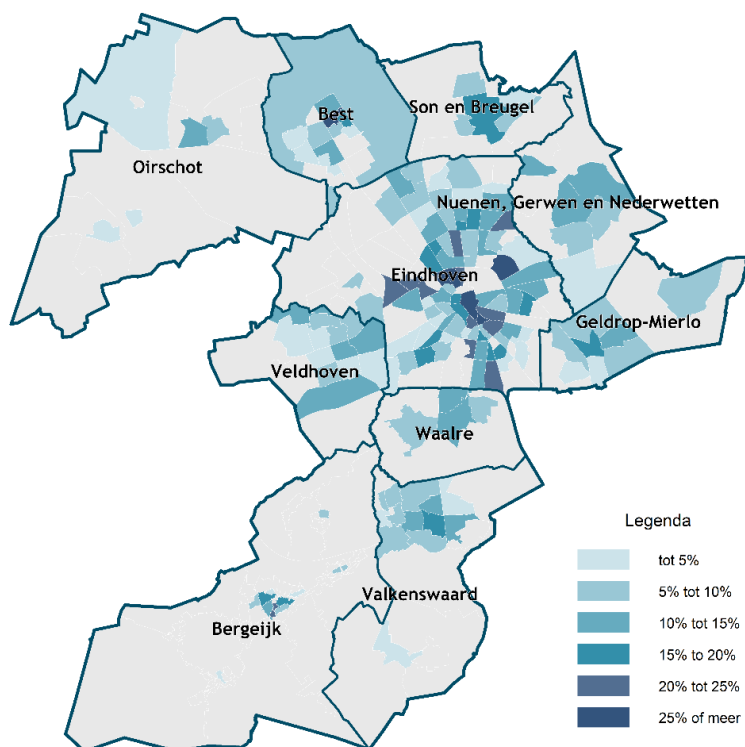 Son en Breugel
Best
Oirschot
Nuenen, Gerwen en Nederwetten
Eindhoven
Geldrop-Mierlo
Veldhoven
Waalre
Valkenswaard
Bergeijk
Legenda
tot 5%
5% tot 10%
10% tot 15%
15% to 20%
20% tot 25%
25% of meer